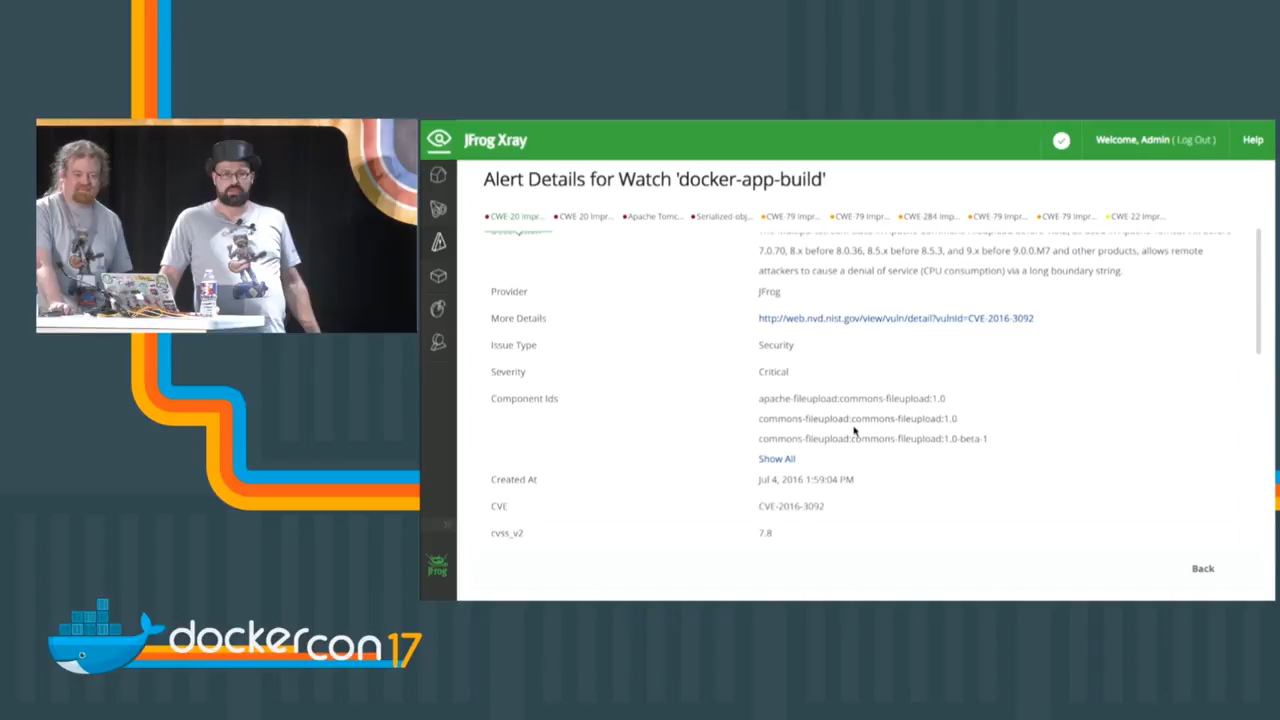 JFrog Xray
Welcome, Admin ( Log Out )
Help
Alert Details for Watch 'docker-app-build'
CWE-20 Impr...
CWE 20 Impr...
Apache Tomc...
Serialized-obj...
CWE-79 Impr...
CWE-79 Impr...
CWE-284 Imp...
CWE-79 Impr...
CWE-79 Impr...
CWE-22 Imp...
7.0.70, 8.x before 8.0.36, 8.5.x before 8.5.3, and 9.x before 9.0.0.M7 and other products, allows remote
attackers to cause a denial of service (CPU consumption) via a long boundary string.
Provider
JFrog
More Details
http://web.nvd.nist.gov/view/vuln/detail?vulnId=CVE-2016-3092
Issue Type
Security
Severity
Critical
Component Ids
apache-fileupload:commons-fileupload:1.0
commons-fileupload:commons-fileupload:1.0
commons-fileupload:commons-fileupload:1.0-beta-1
Show All
Created At
Jul 4, 2016 1:59:04 PM
CVE
CVE-2016-3092
cvss_v2
7.8
JFrog
Back
dockercon 17